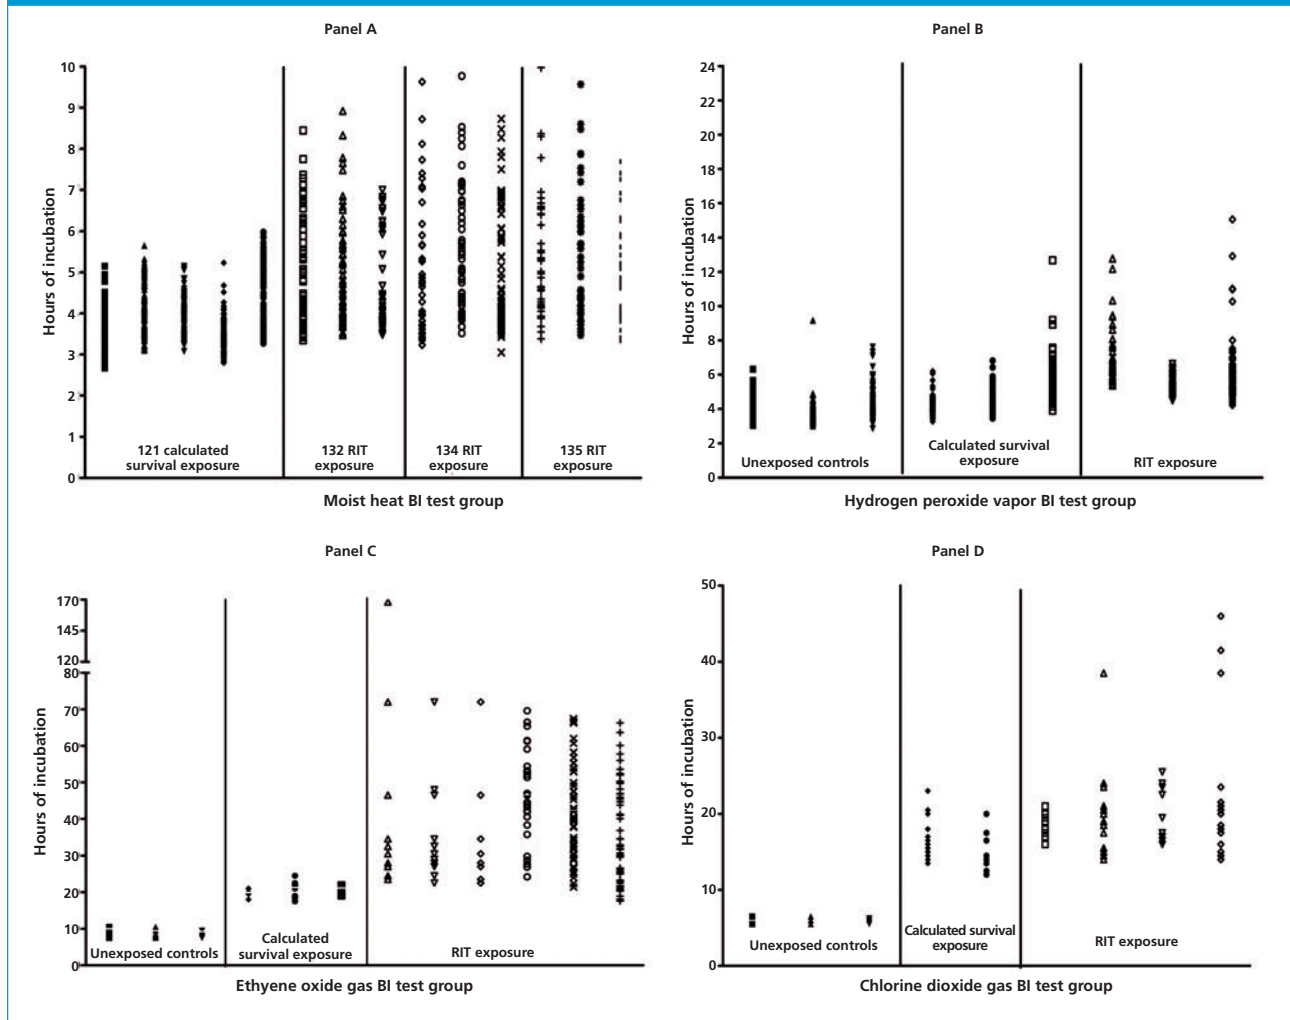 Panel A
Hours of incubation
10
9
8
7
6
5
4
3
2
1
0
121 calculated
survival exposure
132 RIT
exposure
134 RIT
exposure
135 RIT
exposure
Moist heat BI test group
Panel B
Hours of incubation
24
22
20
18
16
14
12
10
8
6
4
2
0
Unexposed controls
Calculated survival
exposure
RIT exposure
Hydrogen peroxide vapor BI test group
Panel C
Hours of incubation
170
145
120
80
70
60
50
40
30
20
10
0
Unexposed controls
Calculated
survival exposure
RIT exposure
Ethyene oxide gas BI test group
Panel D
Hours of incubation
50
40
30
20
10
0
Unexposed controls
Calculated survival
exposure
RIT exposure
Chlorine dioxide gas BI test group